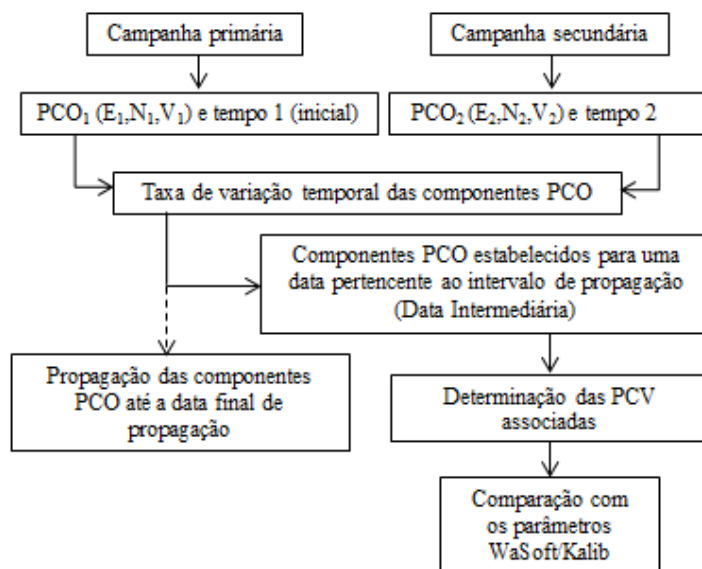 Campanha primária
Campanha secundária
PCO₁ (E₁,N₁,V₁) e tempo 1 (inicial)
PCO₂ (E₂,N₂,V₂) e tempo 2
Taxa de variação temporal das componentes PCO
Componentes PCO estabelecidos para uma
data pertencente ao intervalo de propagação
(Data Intermediária)
Propagação das componentes
PCO até a data final de
propagação
Determinação das PCV
associadas
Comparação com
os parâmetros
WaSoft/Kalib